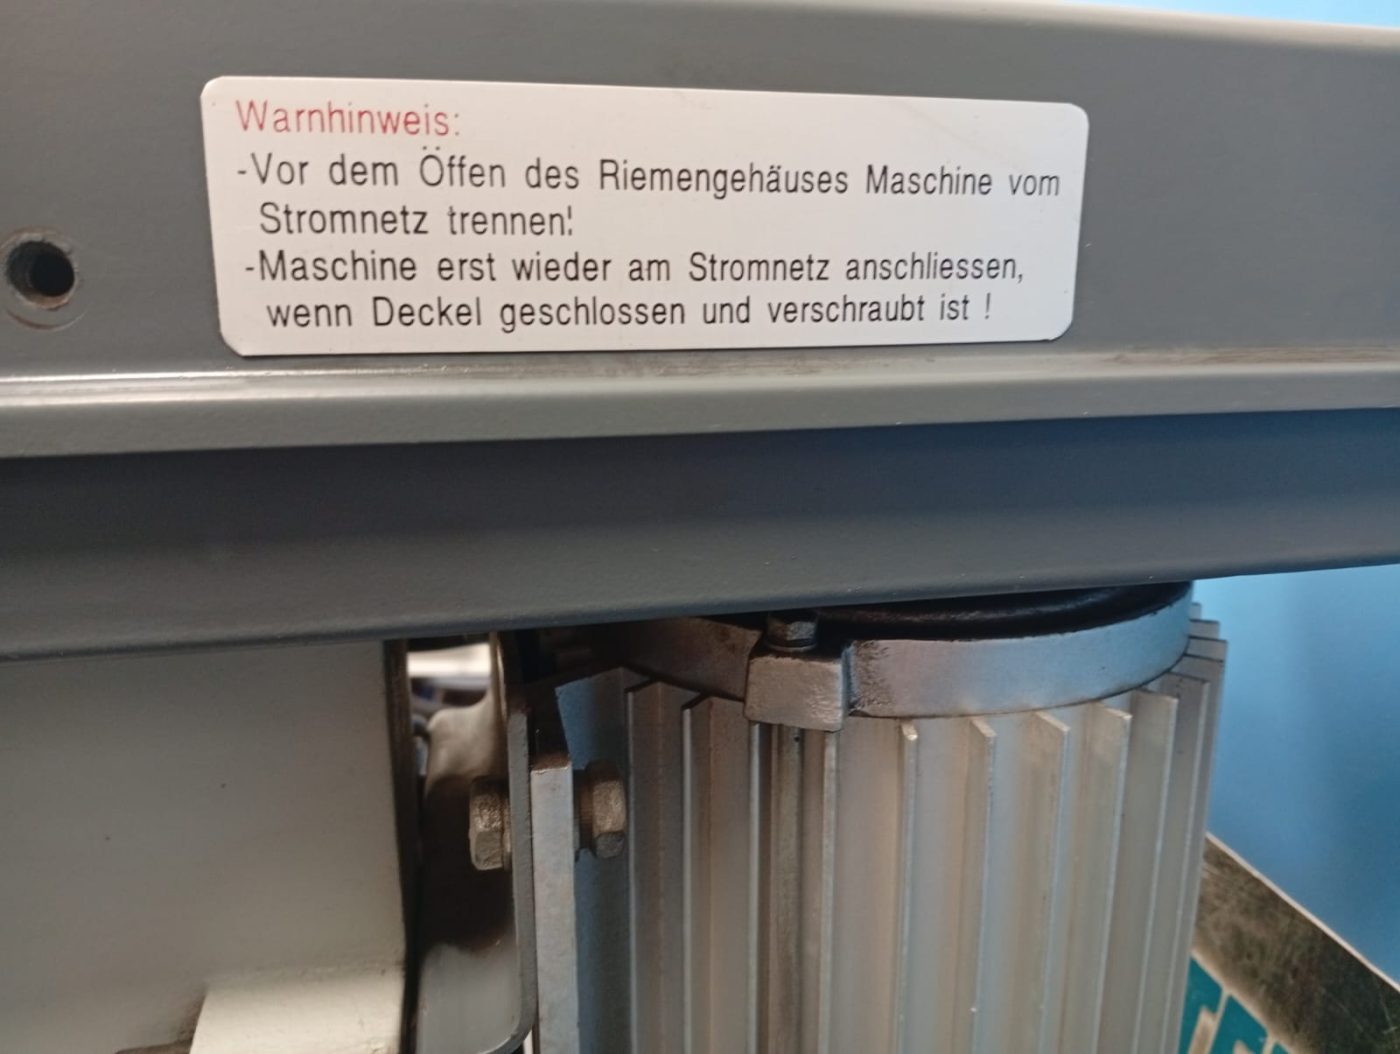 Warnhinweis:
-Vor dem Öffen des Riemengehäuses Maschine vom
Stromnetz trennen!
-Maschine erst wieder am Stromnetz anschliessen,
wenn Deckel geschlossen und verschraubt ist !